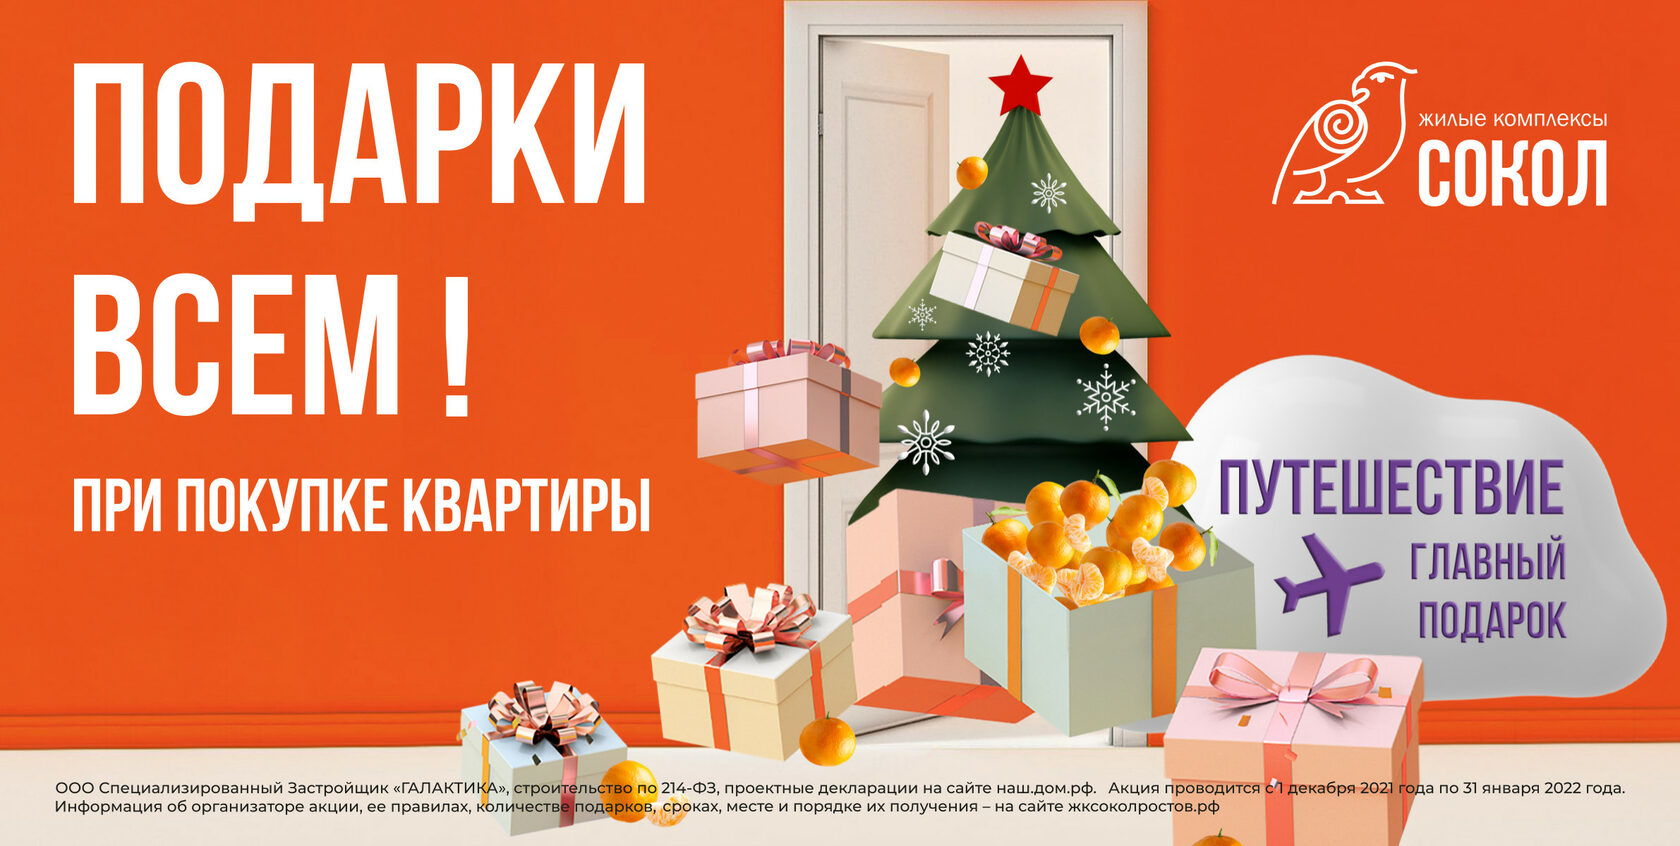 ПОДАРКИ
ВСЕМ !
ПРИ ПОКУПКЕ КВАРТИРЫ
ЖИЛЫЕ КОМПЛЕКСЫ
СОКОЛ
ПУТЕШЕСТВИЕ
ГЛАВНЫЙ
ПОДАРОК
ООО Специализированный Застройщик «ГАЛАКТИКА», строительство по 214-ФЗ, проектные декларации на сайте наш.дом.рф. Акция проводится с 1 декабря 2021 года по 31 января 2022 года.
Информация об организаторе акции, ее правилах, количестве подарков, сроках, месте и порядке их получения – на сайте жксоколростов.рф